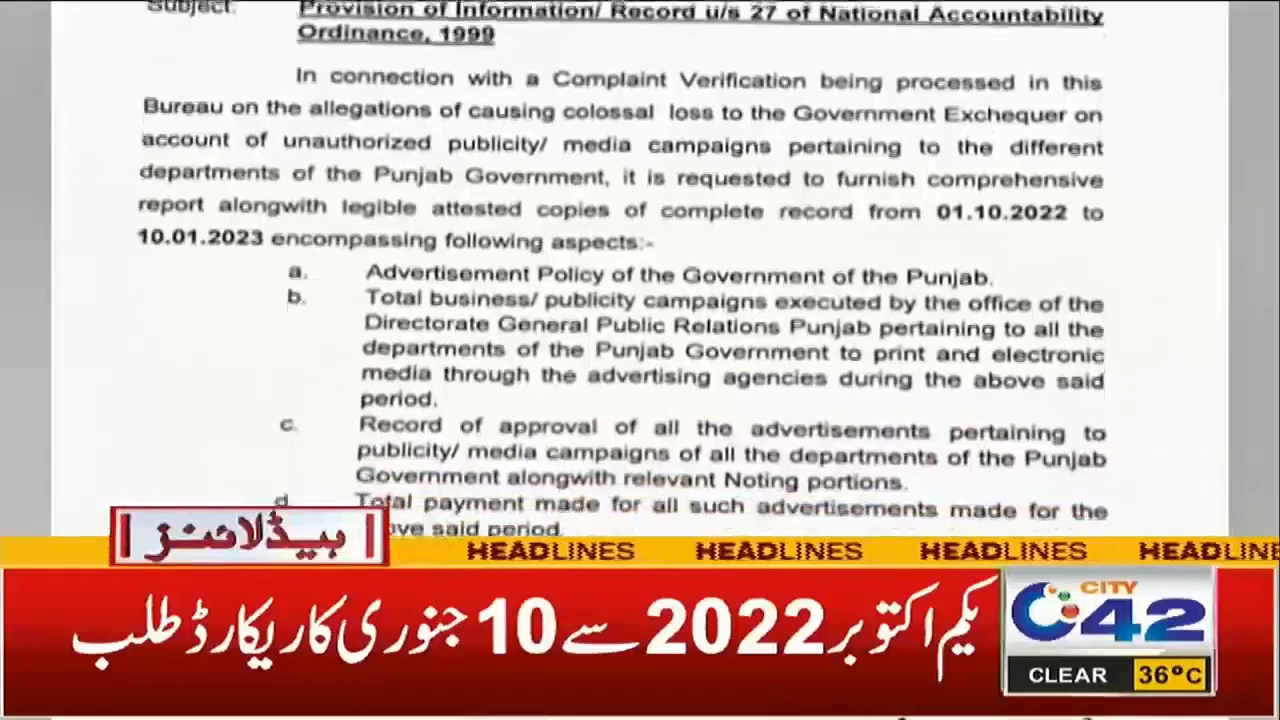 Subject: Provision of Information/ Record u/s 27 of National Accountability
Ordinance, 1999
In connection with a Complaint Verification being processed in this
Bureau on the allegations of causing colossal loss to the Government Exchequer on
account of unauthorized publicity/ media campaigns pertaining to the different
departments of the Punjab Government, it is requested to furnish comprehensive
report alongwith legible attested copies of complete record from 01.10.2022 to
10.01.2023 encompassing following aspects:-
a. Advertisement Policy of the Government of the Punjab.
b. Total business/ publicity campaigns executed by the office of the
Directorate General Public Relations Punjab pertaining to all the
departments of the Punjab Government to print and electronic
media through the advertising agencies during the above said
period.
c. Record of approval of all the advertisements pertaining to
publicity/ media campaigns of all the departments of the Punjab
Government alongwith relevant Noting portions.
d. Total payment made for all such advertisements made for the
said period.
ہیڈلائنز
HEADLINES HEADLINES HEADLINES HEADLINE
یکم اکتوبر 2022 سے 10 جنوری کا ریکارڈ طلب
CITY
42
CLEAR 36°C